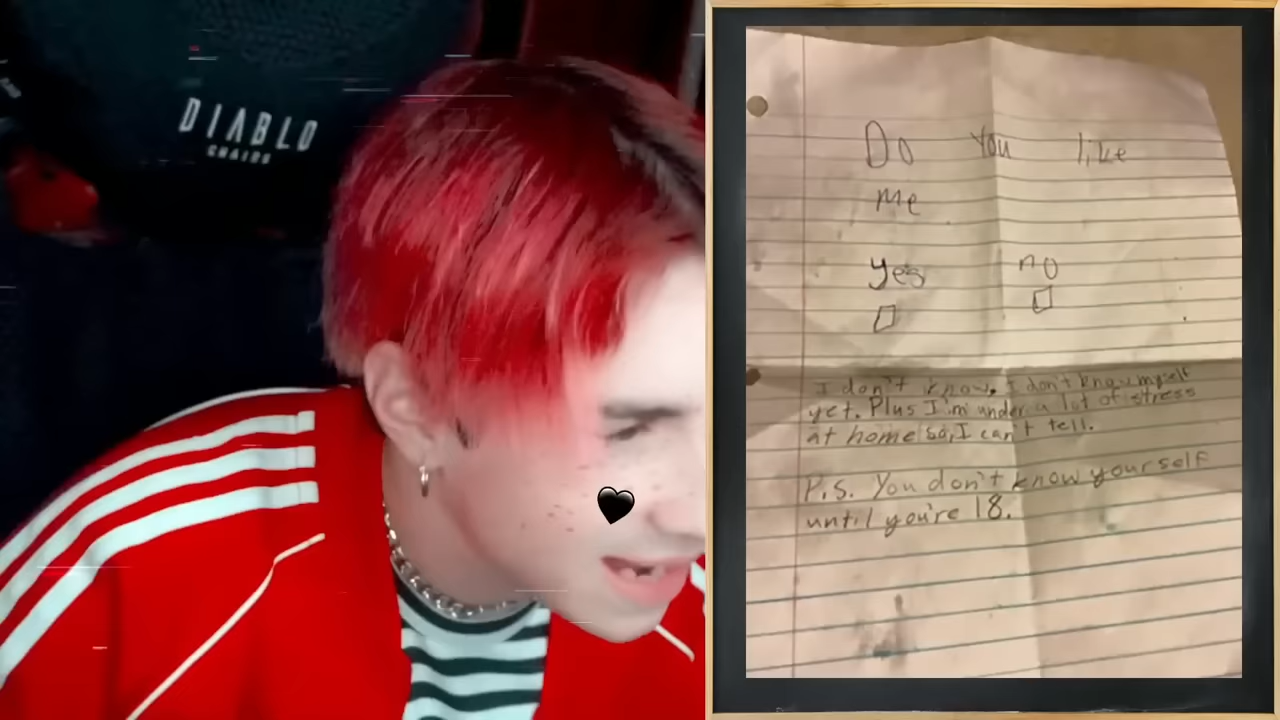 DIABLO
CHAIRS
Do You like
me
yes no
I don't know. I don't know myself
yet. Plus I'm under a lot of stress
at home so, I can't tell.
P.S. You don't know yourself
until you're 18.